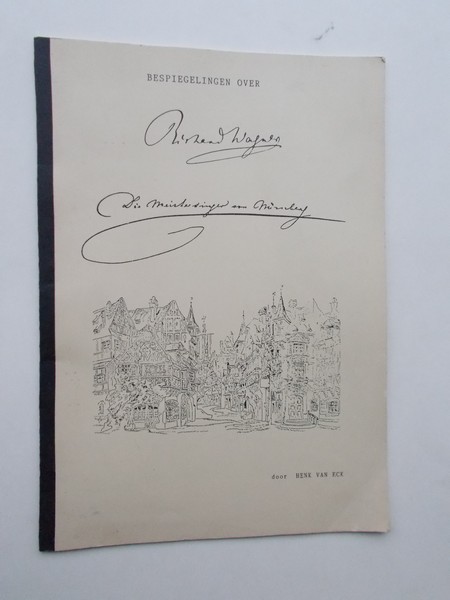 BESPIEGELINGEN OVER
Richard Wagner
Die Meistersinger von Nürnberg
door HENK VAN ECK